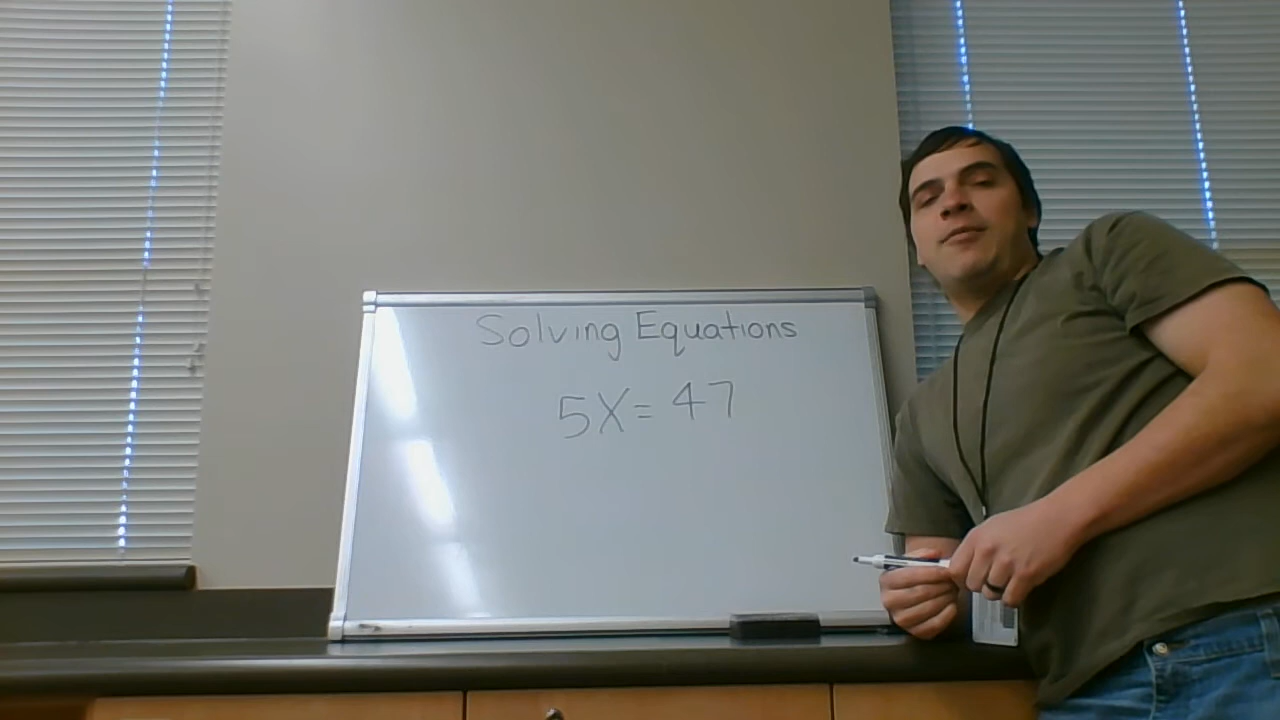 Solving Equations
5X = 47